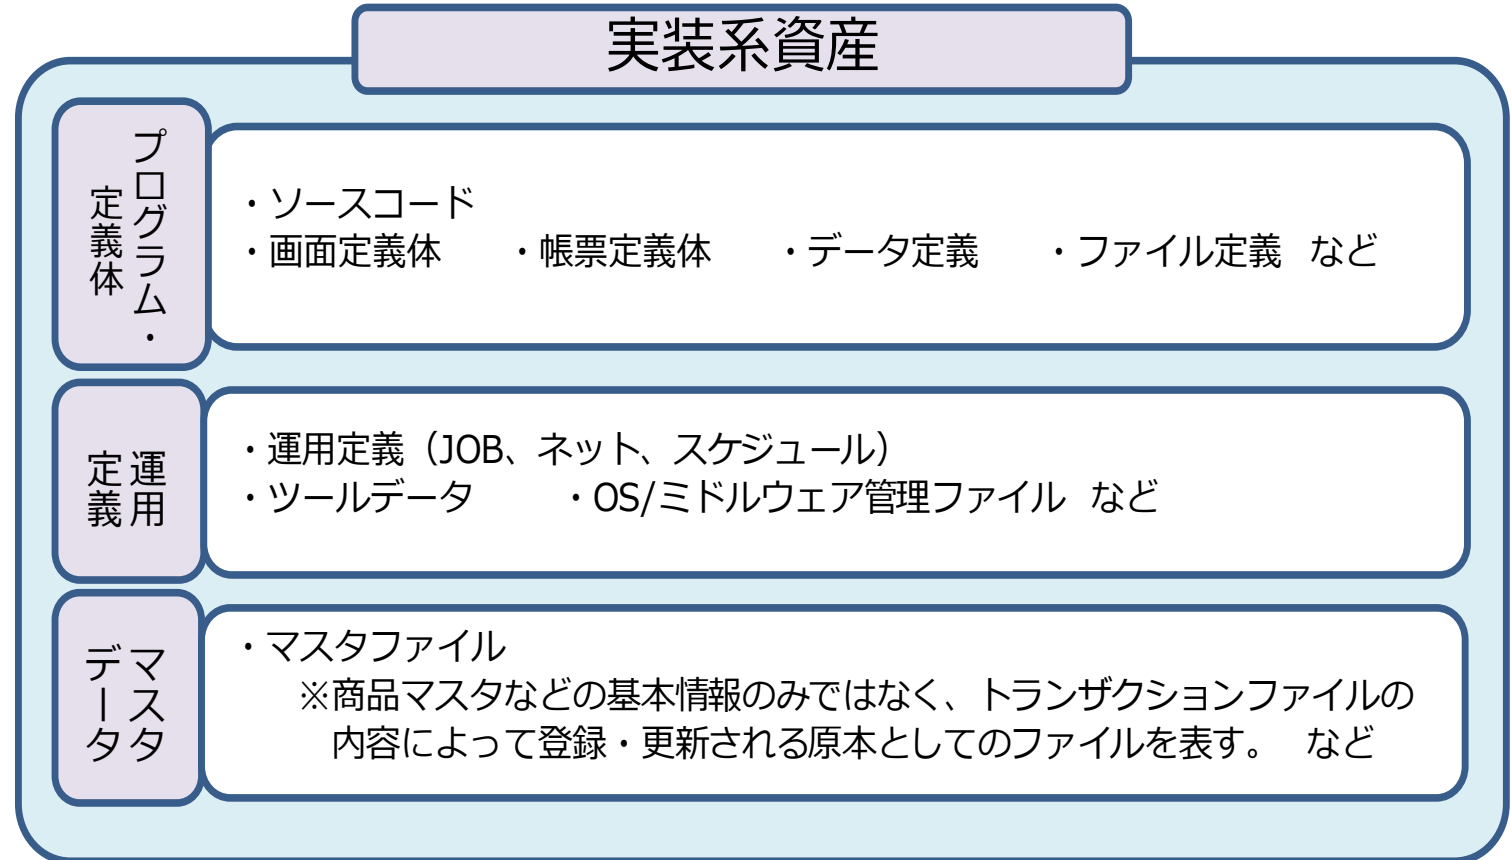 実装系資産
プログラム・
定義体
・ソースコード
・画面定義体　・帳票定義体　・データ定義　・ファイル定義 など
運用
定義
・運用定義（JOB、ネット、スケジュール）
・ツールデータ　・OS/ミドルウェア管理ファイル など
マスタ
データ
・マスタファイル
※商品マスタなどの基本情報のみではなく、トランザクションファイルの
内容によって登録・更新される原本としてのファイルを表す。　など